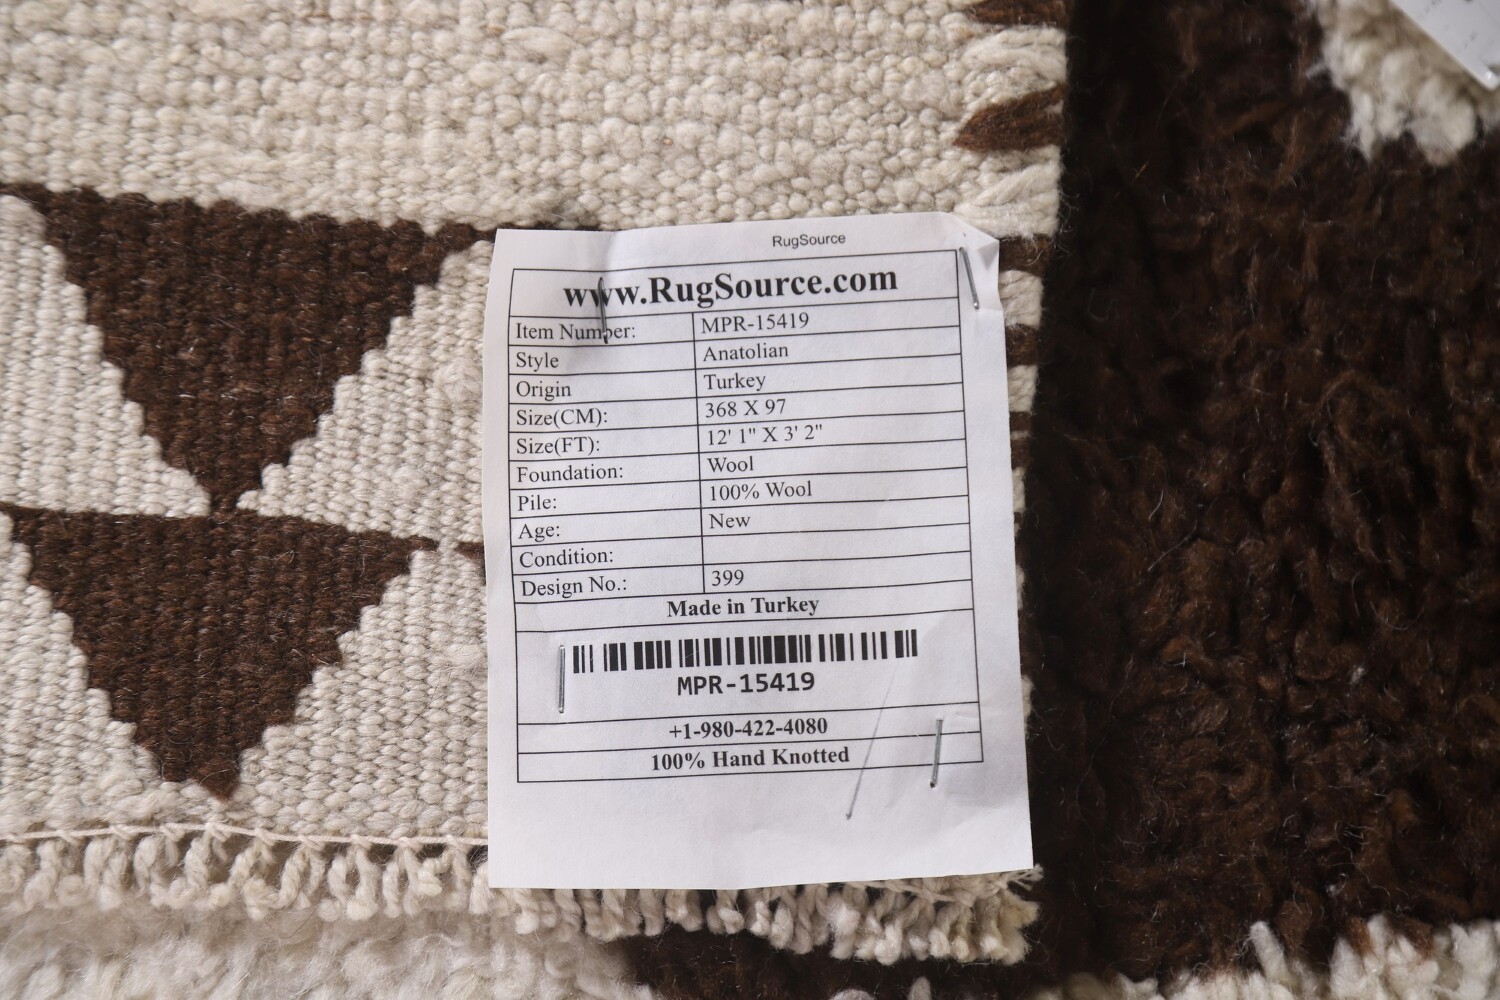 RugSource
www.RugSource.com
Item Number: MPR-15419
Style Anatolian
Origin Turkey
Size(CM): 368 X 97
Size(FT): 12' 1" X 3' 2"
Foundation: Wool
Pile: 100% Wool
Age: New
Condition:
Design No.: 399
Made in Turkey
MPR-15419
+1-980-422-4080
100% Hand Knotted